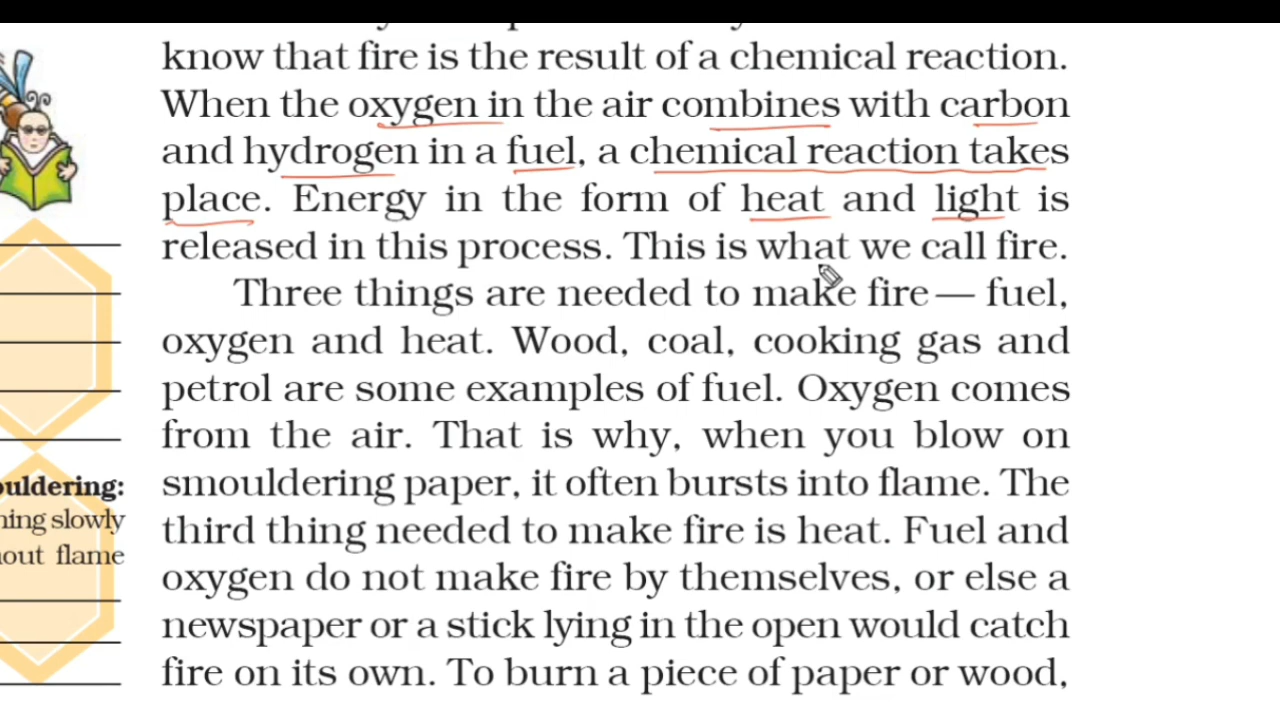 know that fire is the result of a chemical reaction.
When the oxygen in the air combines with carbon
and hydrogen in a fuel, a chemical reaction takes
place. Energy in the form of heat and light is
released in this process. This is what we call fire.
Three things are needed to make fire— fuel,
oxygen and heat. Wood, coal, cooking gas and
petrol are some examples of fuel. Oxygen comes
from the air. That is why, when you blow on
smouldering paper, it often bursts into flame. The
third thing needed to make fire is heat. Fuel and
oxygen do not make fire by themselves, or else a
newspaper or a stick lying in the open would catch
fire on its own. To burn a piece of paper or wood,
ouldering:
ning slowly
out flame